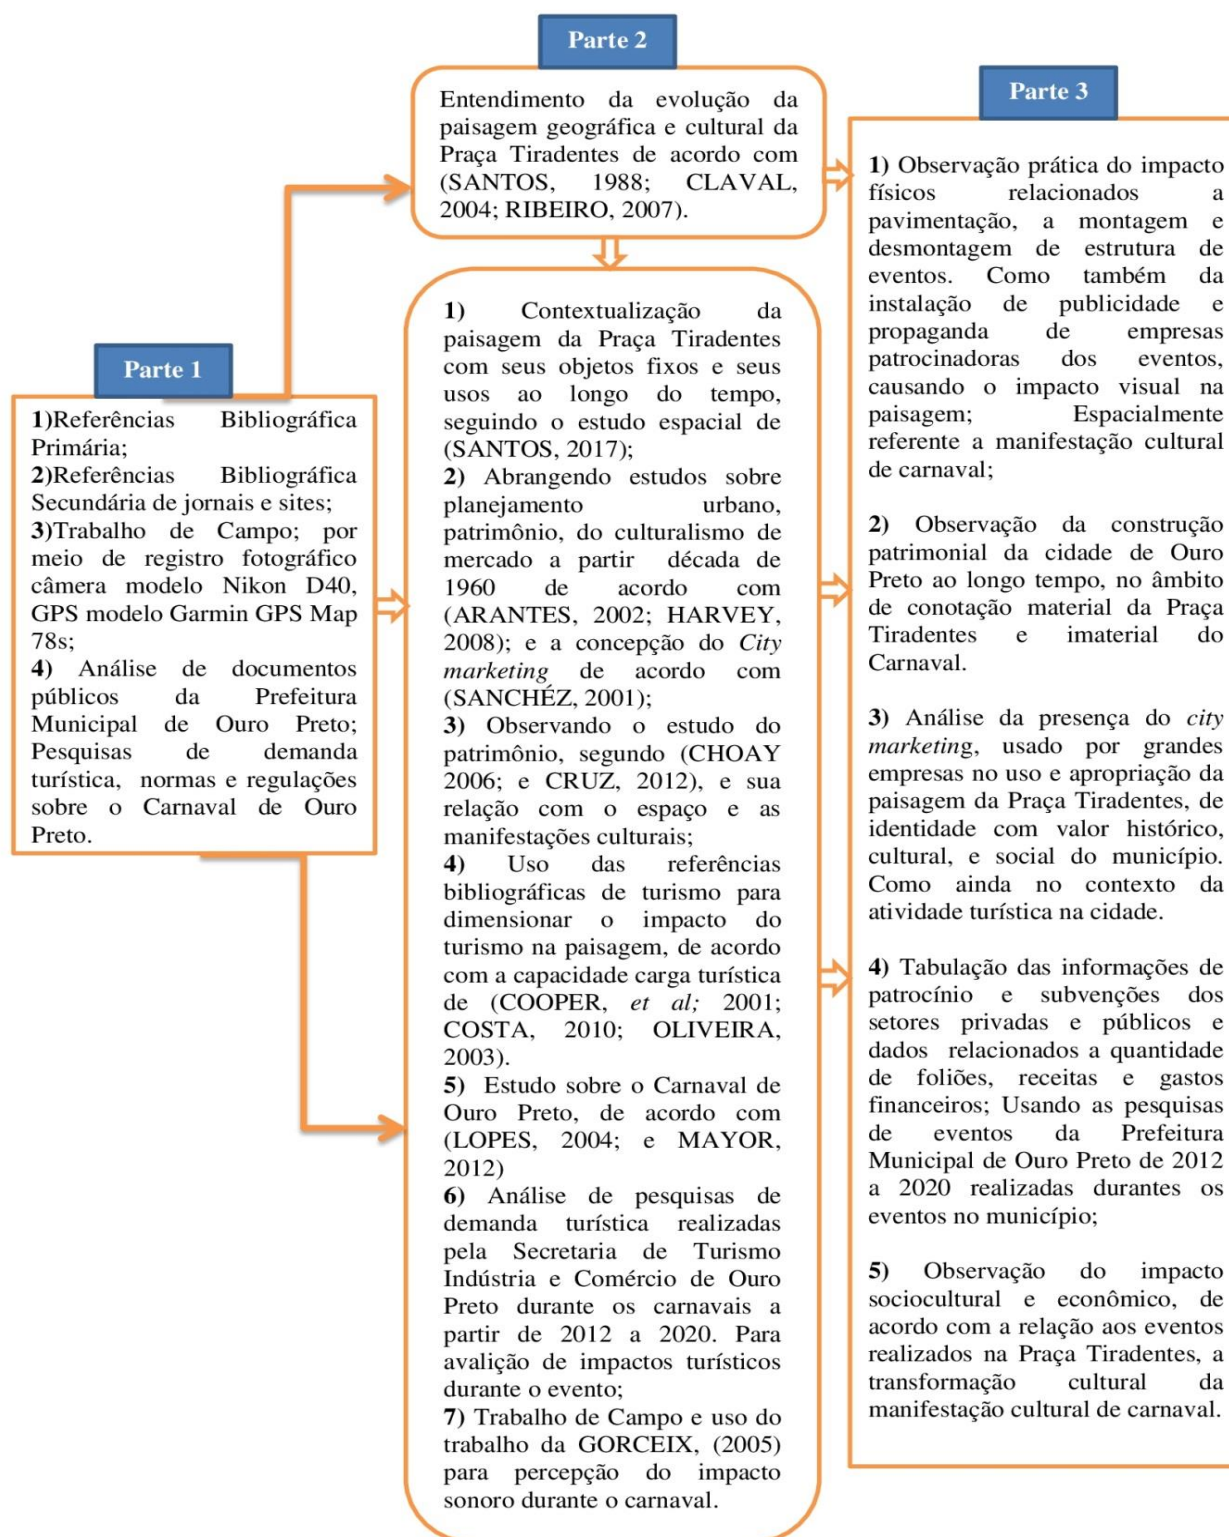 Parte 1
1)Referências Bibliográfica
Primária;
2)Referências Bibliográfica
Secundária de jornais e sites;
3)Trabalho de Campo; por
meio de registro fotográfico
câmera modelo Nikon D40,
GPS modelo Garmin GPS Map
78s;
4) Análise de documentos
públicos da Prefeitura
Municipal de Ouro Preto;
Pesquisas de demanda
turística, normas e regulações
sobre o Carnaval de Ouro
Preto.
Parte 2
Entendimento da evolução da
paisagem geográfica e cultural da
Praça Tiradentes de acordo com
(SANTOS, 1988; CLAVAL,
2004; RIBEIRO, 2007).
1) Contextualização da
paisagem da Praça Tiradentes
com seus objetos fixos e seus
usos ao longo do tempo,
seguindo o estudo espacial de
(SANTOS, 2017);
2) Abrangendo estudos sobre
planejamento urbano,
patrimônio, do culturalismo de
mercado a partir década de
1960 de acordo com
(ARANTES, 2002; HARVEY,
2008); e a concepção do City
marketing de acordo com
(SANCHÉZ, 2001);
3) Observando o estudo do
patrimônio, segundo (CHOAY
2006; e CRUZ, 2012), e sua
relação com o espaço e as
manifestações culturais;
4) Uso das referências
bibliográficas de turismo para
dimensionar o impacto do
turismo na paisagem, de acordo
com a capacidade carga turística
de (COOPER, et al; 2001;
COSTA, 2010; OLIVEIRA,
2003).
5) Estudo sobre o Carnaval de
Ouro Preto, de acordo com
(LOPES, 2004; e MAYOR,
2012)
6) Análise de pesquisas de
demanda turística realizadas
pela Secretaria de Turismo
Indústria e Comércio de Ouro
Preto durante os carnavais a
partir de 2012 a 2020. Para
avalição de impactos turísticos
durante o evento;
7) Trabalho de Campo e uso do
trabalho da GORCEIX, (2005)
para percepção do impacto
sonoro durante o carnaval.
Parte 3
1) Observação prática do impacto
físicos relacionados a
pavimentação, a montagem e
desmontagem de estrutura de
eventos. Como também da
instalação de publicidade e
propaganda de empresas
patrocinadoras dos eventos,
causando o impacto visual na
paisagem; Espacialmente
referente a manifestação cultural
de carnaval;
2) Observação da construção
patrimonial da cidade de Ouro
Preto ao longo tempo, no âmbito
de conotação material da Praça
Tiradentes e imaterial do
Carnaval.
3) Análise da presença do city
marketing, usado por grandes
empresas no uso e apropriação da
paisagem da Praça Tiradentes, de
identidade com valor histórico,
cultural, e social do município.
Como ainda no contexto da
atividade turística na cidade.
4) Tabulação das informações de
patrocínio e subvenções dos
setores privadas e públicos e
dados relacionados a quantidade
de foliões, receitas e gastos
financeiros; Usando as pesquisas
de eventos da Prefeitura
Municipal de Ouro Preto de 2012
a 2020 realizadas durantes os
eventos no município;
5) Observação do impacto
sociocultural e econômico, de
acordo com a relação aos eventos
realizados na Praça Tiradentes, a
transformação cultural da
manifestação cultural de carnaval.